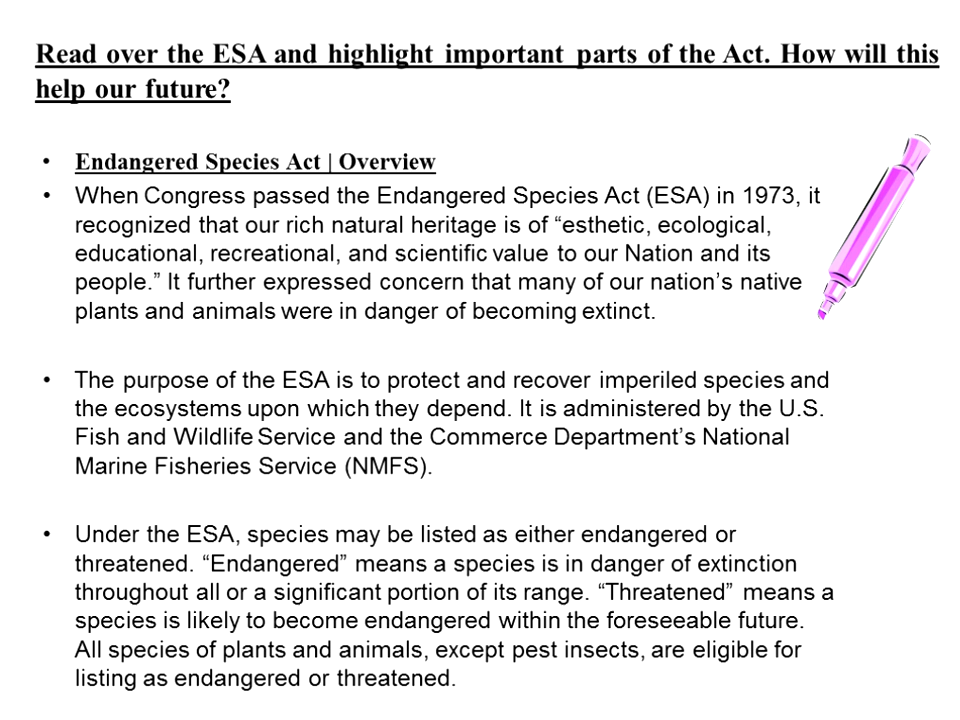 Read over the ESA and highlight important parts of the Act. How will this
help our future?
• Endangered Species Act | Overview
• When Congress passed the Endangered Species Act (ESA) in 1973, it
recognized that our rich natural heritage is of “esthetic, ecological,
educational, recreational, and scientific value to our Nation and its
people.” It further expressed concern that many of our nation’s native
plants and animals were in danger of becoming extinct.
• The purpose of the ESA is to protect and recover imperiled species and
the ecosystems upon which they depend. It is administered by the U.S.
Fish and Wildlife Service and the Commerce Department’s National
Marine Fisheries Service (NMFS).
• Under the ESA, species may be listed as either endangered or
threatened. “Endangered” means a species is in danger of extinction
throughout all or a significant portion of its range. “Threatened” means a
species is likely to become endangered within the foreseeable future.
All species of plants and animals, except pest insects, are eligible for
listing as endangered or threatened.